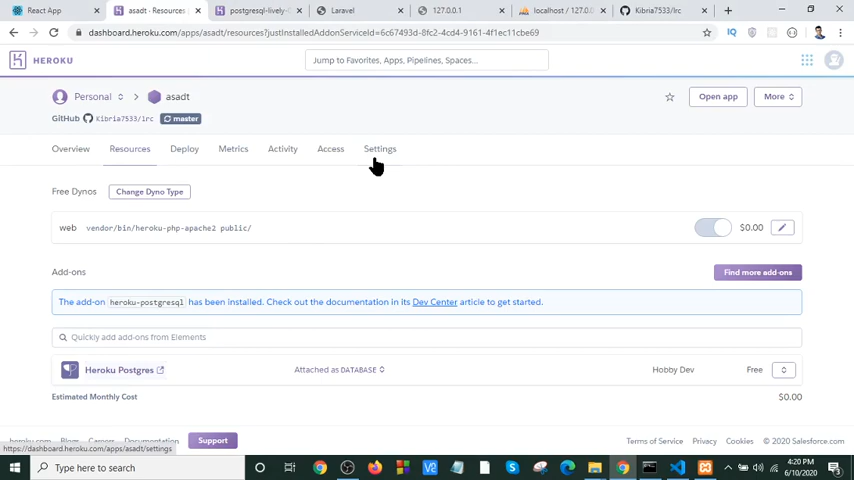 React App
asadt · Resources
postgresql-lively-
Laravel
127.0.0.1
localhost / 127.0.
Kibria7533/lrc
dashboard.heroku.com/apps/asadt/resources?justInstalledAddonServiceId=6c67493d-8fc2-4cd4-9161-4f1ec11cbe69
HEROKU
Jump to Favorites, Apps, Pipelines, Spaces...
Personal
asadt
Open app
More
GitHub Kibria7533/lrc master
Overview
Resources
Deploy
Metrics
Activity
Access
Settings
Free Dynos
Change Dyno Type
web vendor/bin/heroku-php-apache2 public/
$0.00
Add-ons
Find more add-ons
The add-on heroku-postgresql has been installed. Check out the documentation in its Dev Center article to get started.
Quickly add add-ons from Elements
Heroku Postgres
Attached as DATABASE
Hobby Dev
Free
Estimated Monthly Cost
$0.00
heroku.com
Blogs
Careers
Documentation
Support
Terms of Service
Privacy
Cookies
© 2020 Salesforce.com
https://dashboard.heroku.com/apps/asadt/settings
Type here to search
4:20 PM
6/10/2020